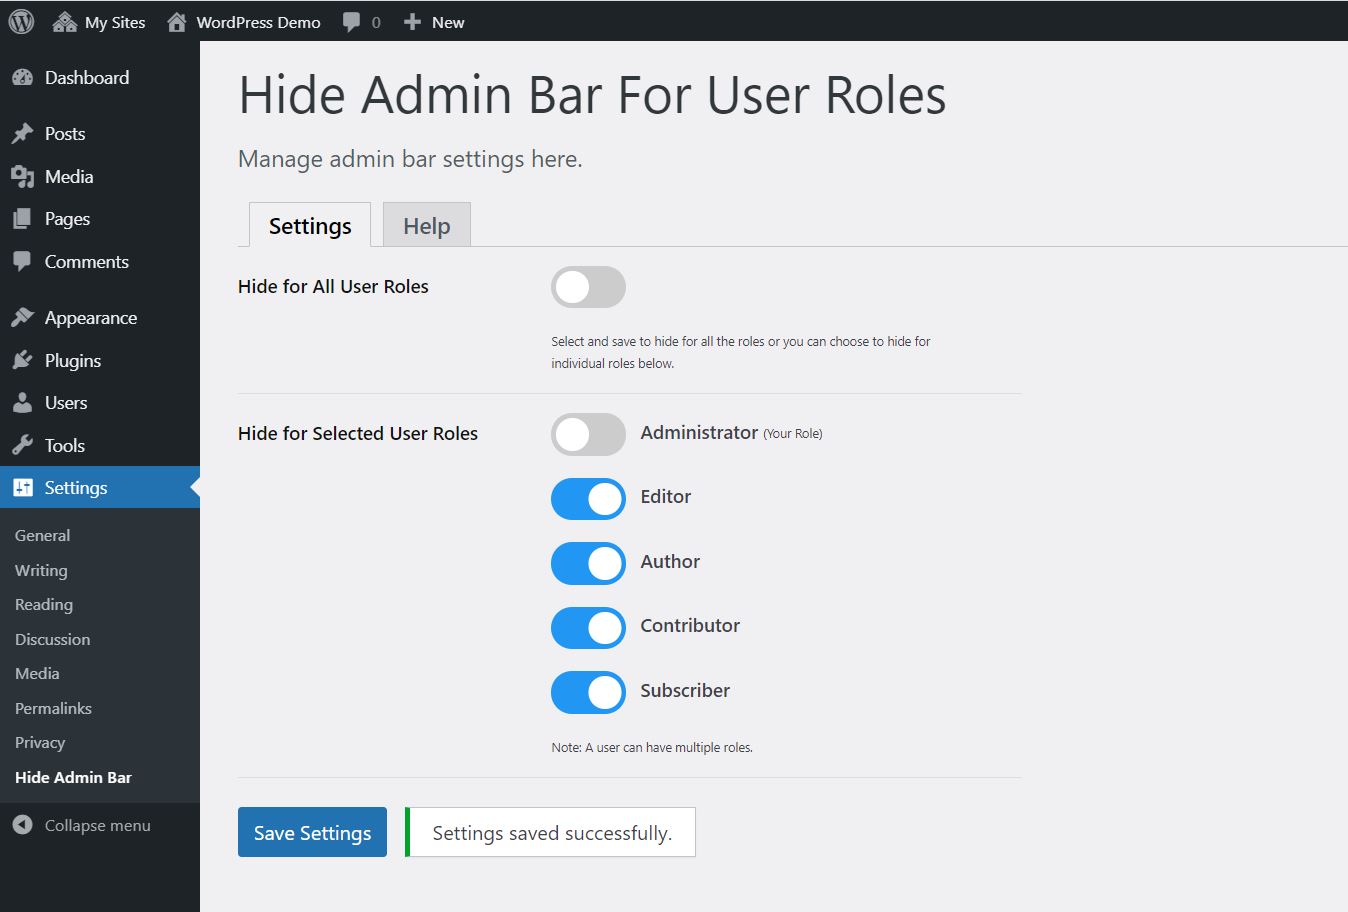 My Sites WordPress Demo 0 New
Dashboard
Posts
Media
Pages
Comments
Appearance
Plugins
Users
Tools
Settings
General
Writing
Reading
Discussion
Media
Permalinks
Privacy
Hide Admin Bar
Collapse menu
Hide Admin Bar For User Roles
Manage admin bar settings here.
Settings Help
Hide for All User Roles
Select and save to hide for all the roles or you can choose to hide for
individual roles below.
Hide for Selected User Roles
Administrator (Your Role)
Editor
Author
Contributor
Subscriber
Note: A user can have multiple roles.
Save Settings Settings saved successfully.